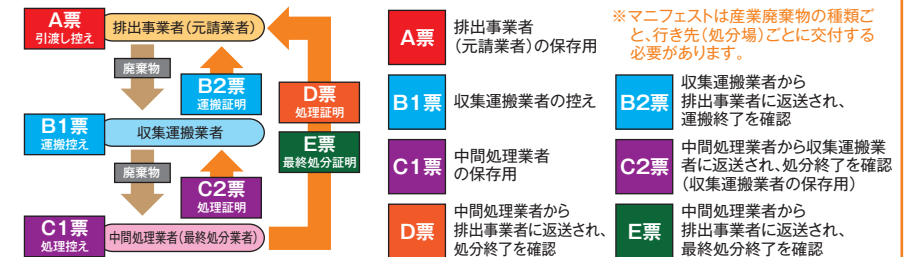 A票
引渡し控え
排出事業者(元請業者)
廃棄物
B2票
運搬証明
D票
処理証明
B1票
運搬控え
収集運搬業者
E票
最終処分証明
廃棄物
C2票
処理証明
C1票
処理控え
中間処理業者(最終処分業者)
A票
排出事業者
(元請業者)の保存用
※マニフェストは産業廃棄物の種類ご
と、行き先(処分場)ごとに交付する
必要があります。
B1票
収集運搬業者の控え
B2票
収集運搬業者から
排出事業者に返送され、
運搬終了を確認
C1票
中間処理業者
の保存用
C2票
中間処理業者から収集運搬業
者に返送され、処分終了を確認
(収集運搬業者の保存用)
D票
中間処理業者から
排出事業者に返送され、
処分終了を確認
E票
中間処理業者から
排出事業者に返送され、
最終処分終了を確認